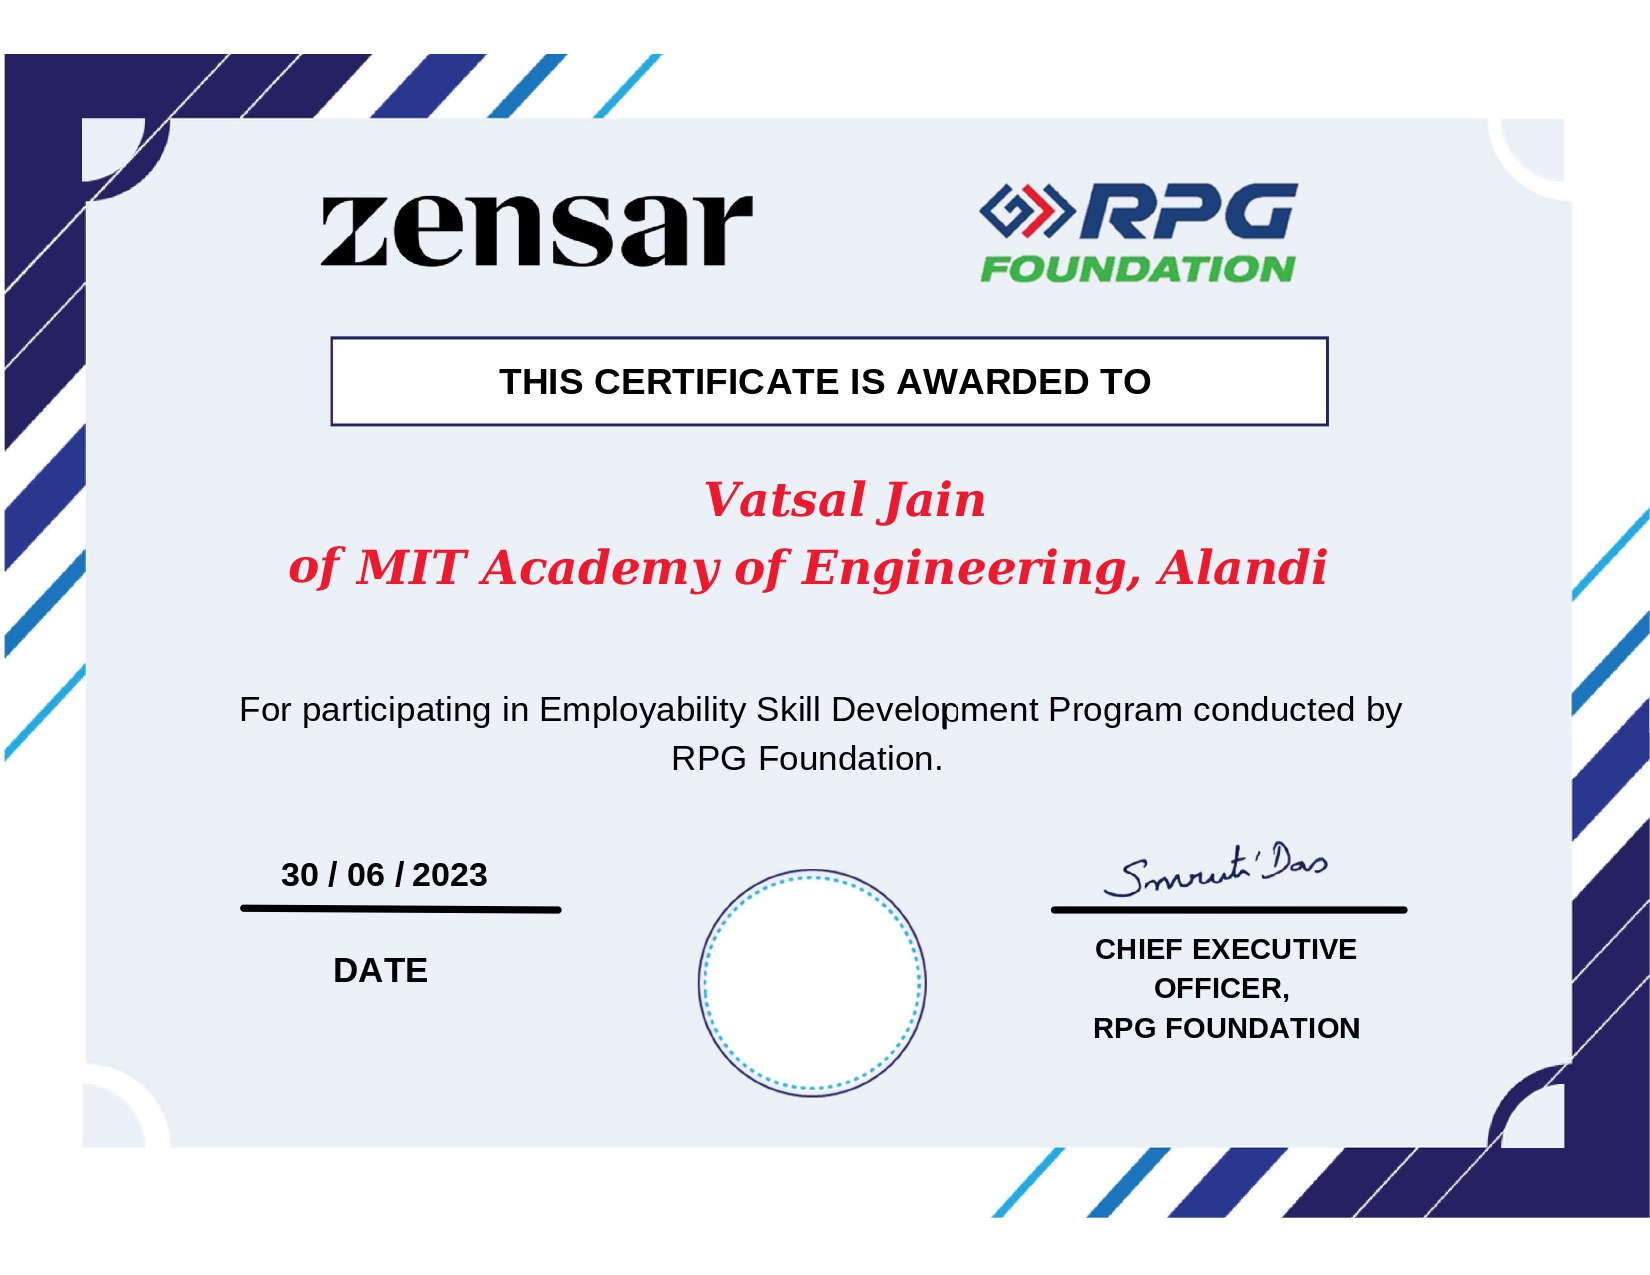 zensar
RPG
FOUNDATION
THIS CERTIFICATE IS AWARDED TO
Vatsal Jain
of MIT Academy of Engineering, Alandi
For participating in Employability Skill Development Program conducted by
RPG Foundation.
30 / 06 / 2023
Smruti Das
DATE
CHIEF EXECUTIVE
OFFICER,
RPG FOUNDATION